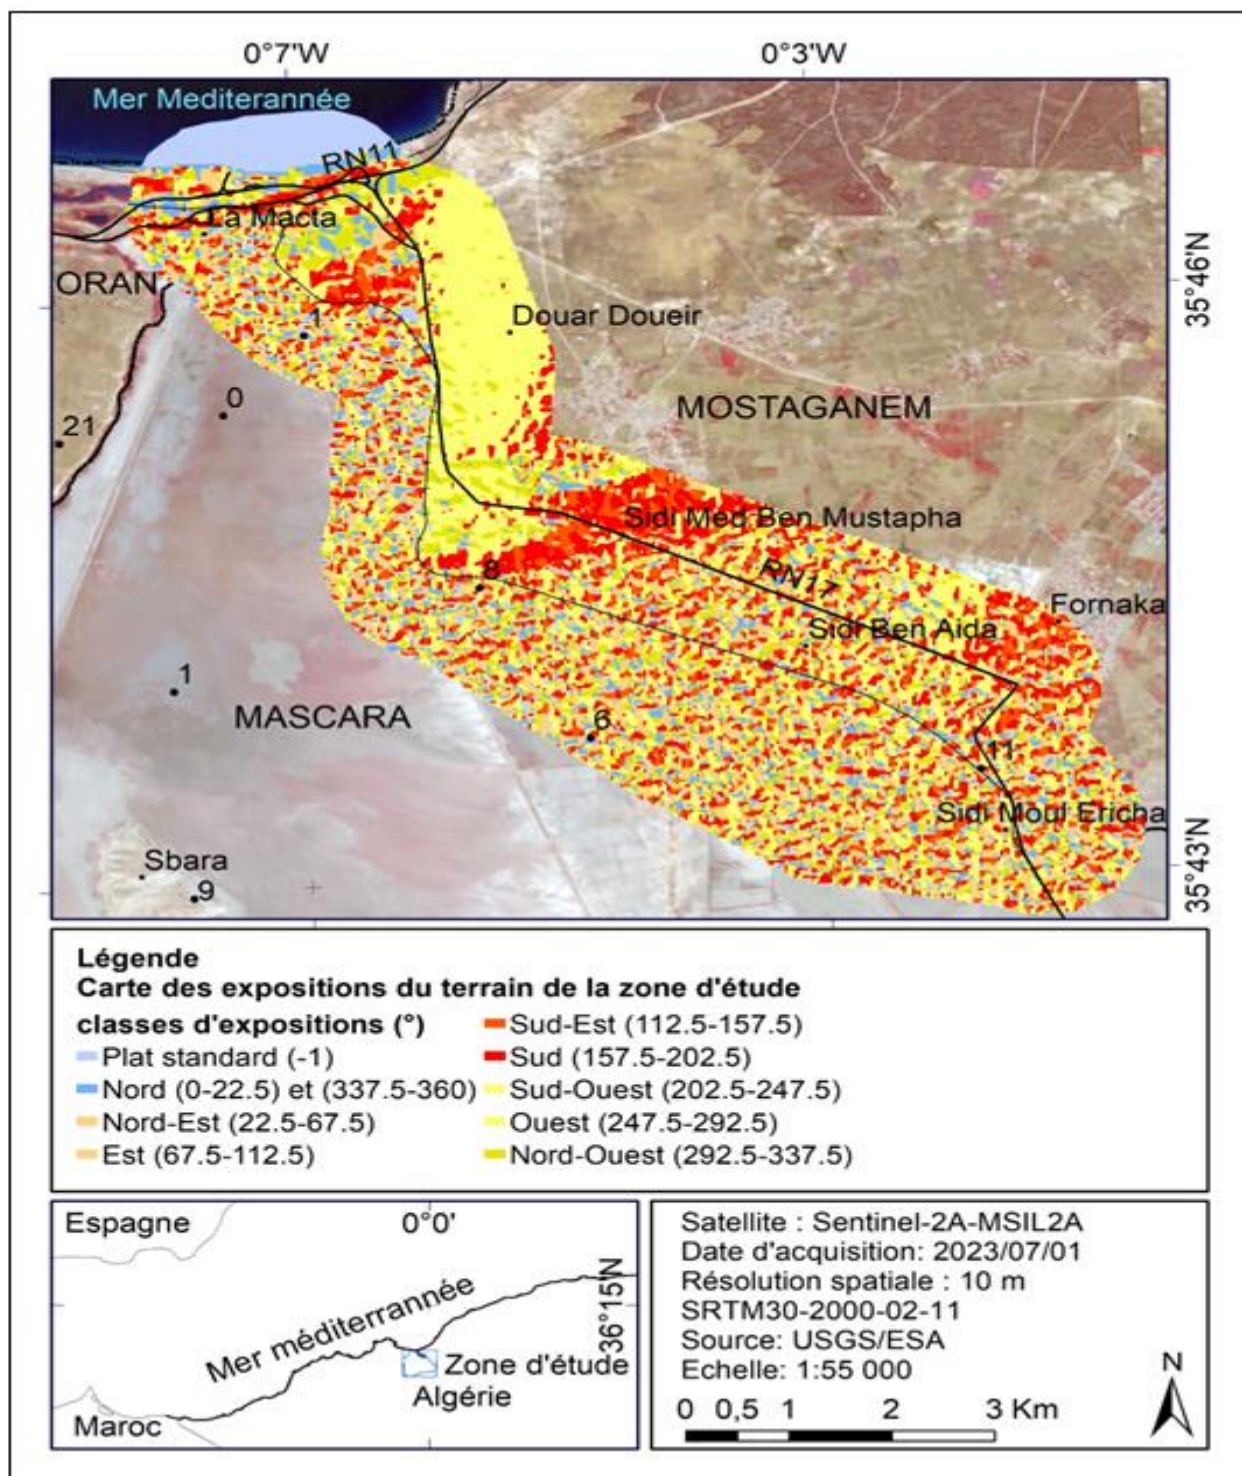 0°7'W
0°3'W
Mer Mediterannée
RN11
La Macta
ORAN
35°46'N
1
Douar Doueir
0
MOSTAGANEM
21
Sidi Med Ben Mustapha
RN17
8
Fornaka
Sidi Ben Aida
1
MASCARA
6
11
Sidi Moul Ericha
Sbara
9
35°43'N
Légende
Carte des expositions du terrain de la zone d'étude
classes d'expositions (°)
Plat standard (-1)
Nord (0-22.5) et (337.5-360)
Nord-Est (22.5-67.5)
Est (67.5-112.5)
Sud-Est (112.5-157.5)
Sud (157.5-202.5)
Sud-Ouest (202.5-247.5)
Ouest (247.5-292.5)
Nord-Ouest (292.5-337.5)
Espagne
0°0'
36°15'N
Mer méditerrannée
Zone d'étude
Algérie
Maroc
Satellite : Sentinel-2A-MSIL2A
Date d'acquisition: 2023/07/01
Résolution spatiale : 10 m
SRTM30-2000-02-11
Source: USGS/ESA
Echelle: 1:55 000
N
0 0,5 1 2 3 Km